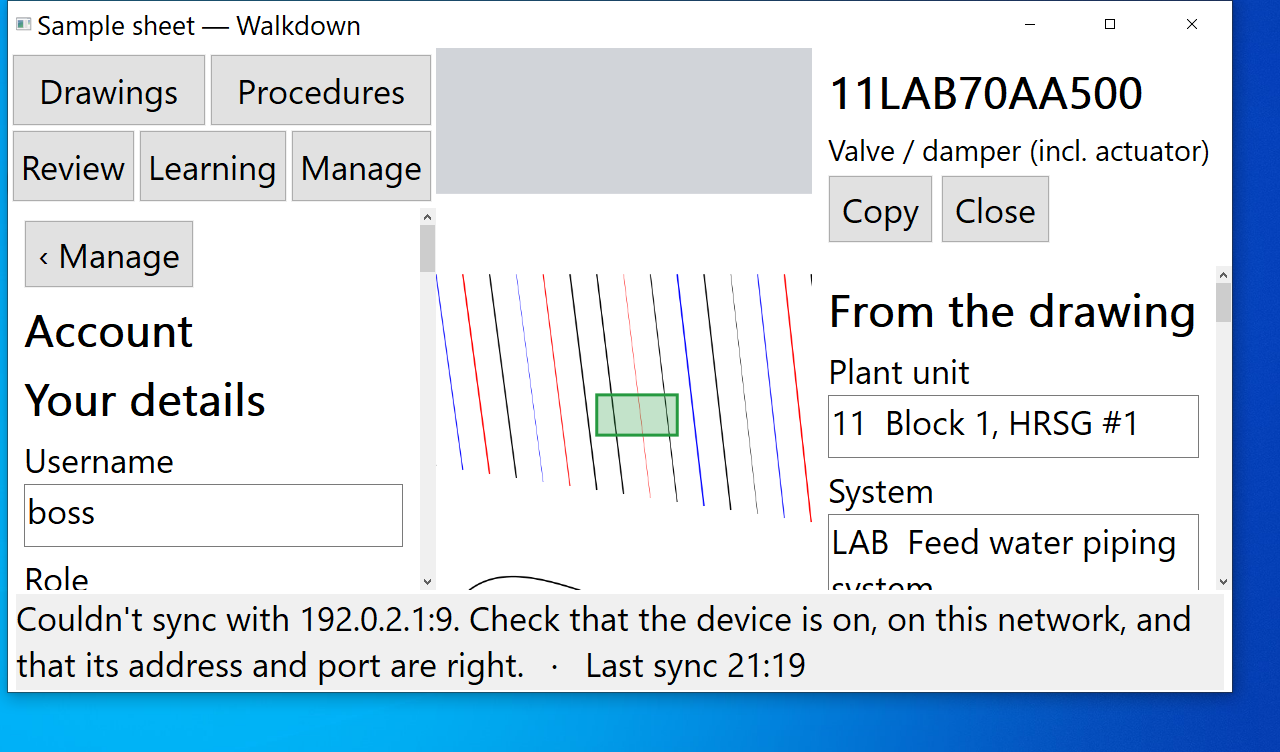 Sample sheet — Walkdown
Drawings
Procedures
Review
Learning
Manage
‹ Manage
Account
Your details
Username
boss
Role
11LAB70AA500
Valve / damper (incl. actuator)
Copy
Close
From the drawing
Plant unit
11  Block 1, HRSG #1
System
LAB  Feed water piping
system
Couldn't sync with 192.0.2.1:9. Check that the device is on, on this network, and
that its address and port are right.   ·   Last sync 21:19